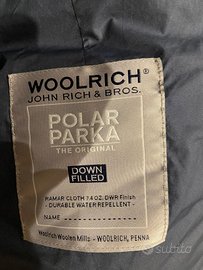 WOOLRICH®
JOHN RICH & BROS.
POLAR
PARKA
THE ORIGINAL
DOWN
FILLED
RAMAR CLOTH 7.4 OZ. DWR Finish
- DURABLE WATER REPELLENT -
NAME
Woolrich Woolen Mills - WOOLRICH, PENNA
subito